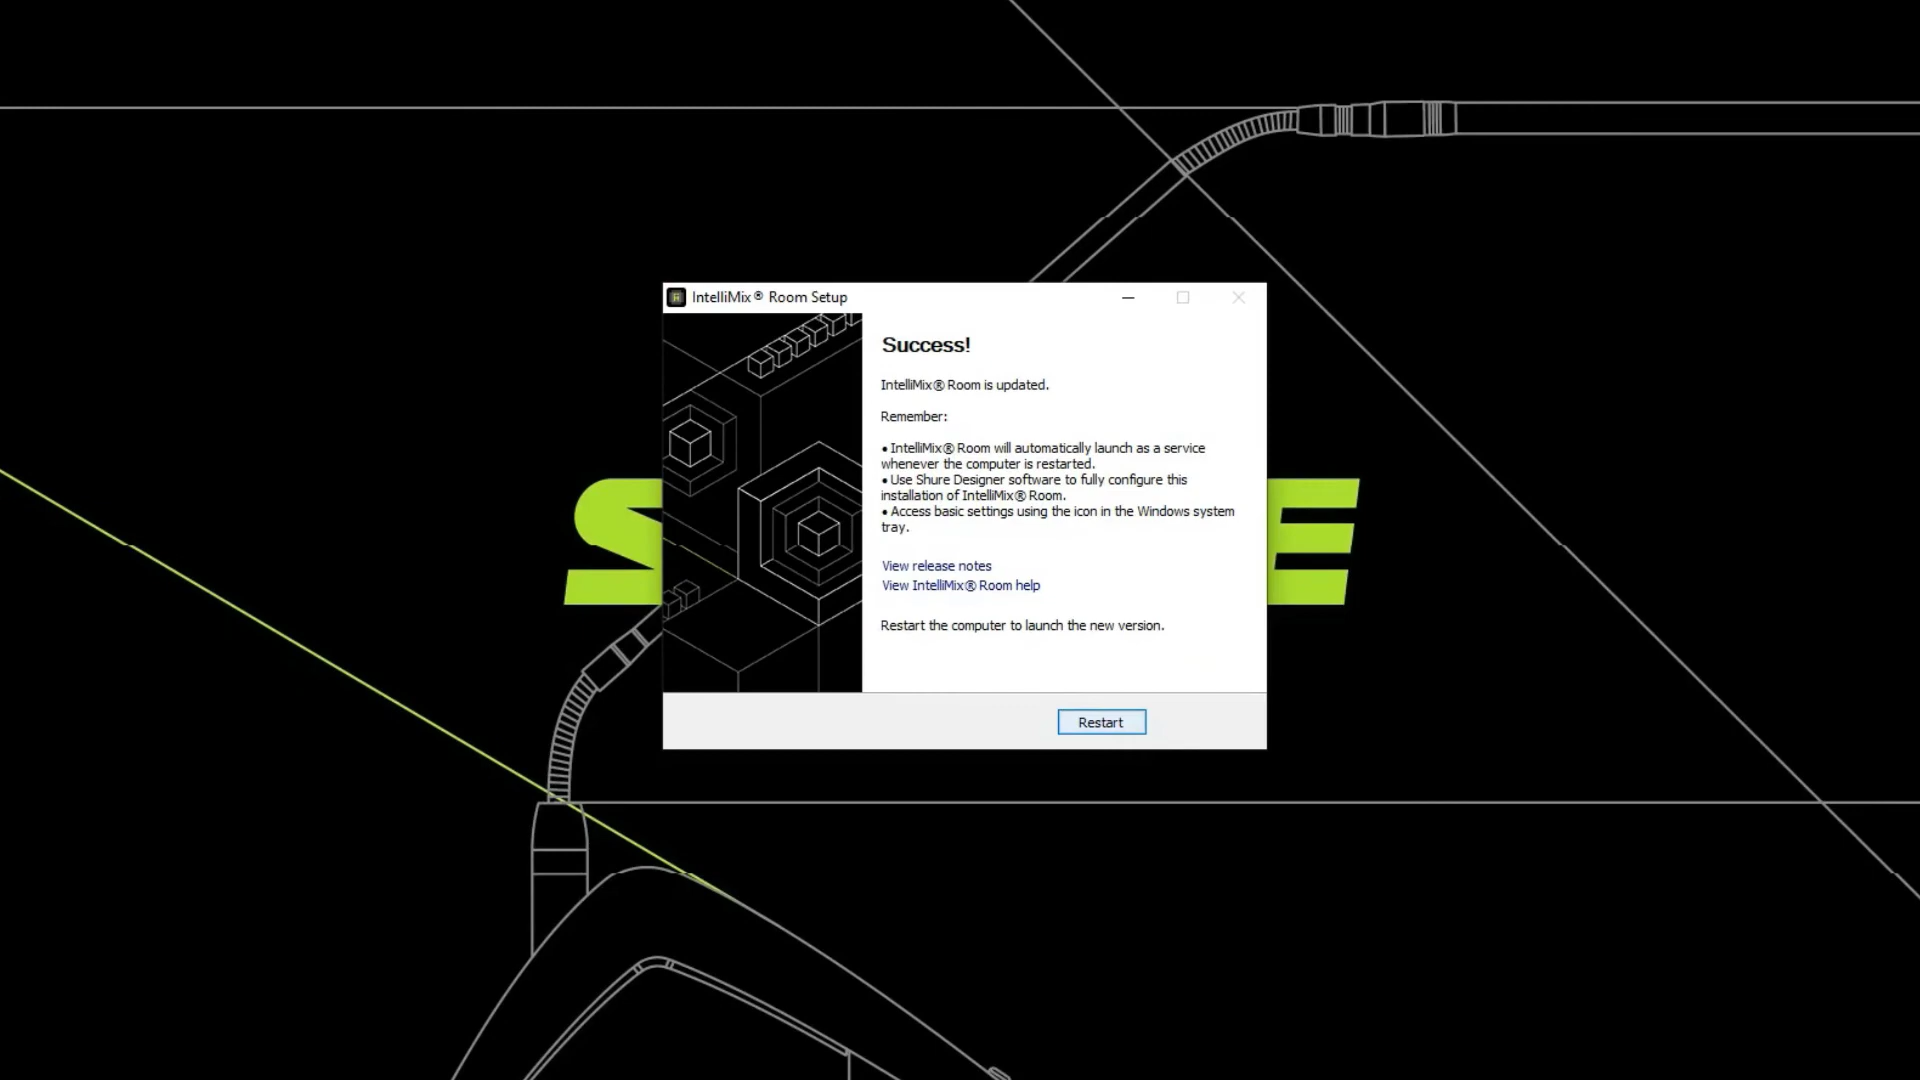 IntelliMix® Room Setup
Success!
IntelliMix® Room is updated.
Remember:
• IntelliMix® Room will automatically launch as a service
whenever the computer is restarted.
• Use Shure Designer software to fully configure this
installation of IntelliMix® Room.
• Access basic settings using the icon in the Windows system
tray.
S E
View release notes
View IntelliMix® Room help
Restart the computer to launch the new version.
Restart